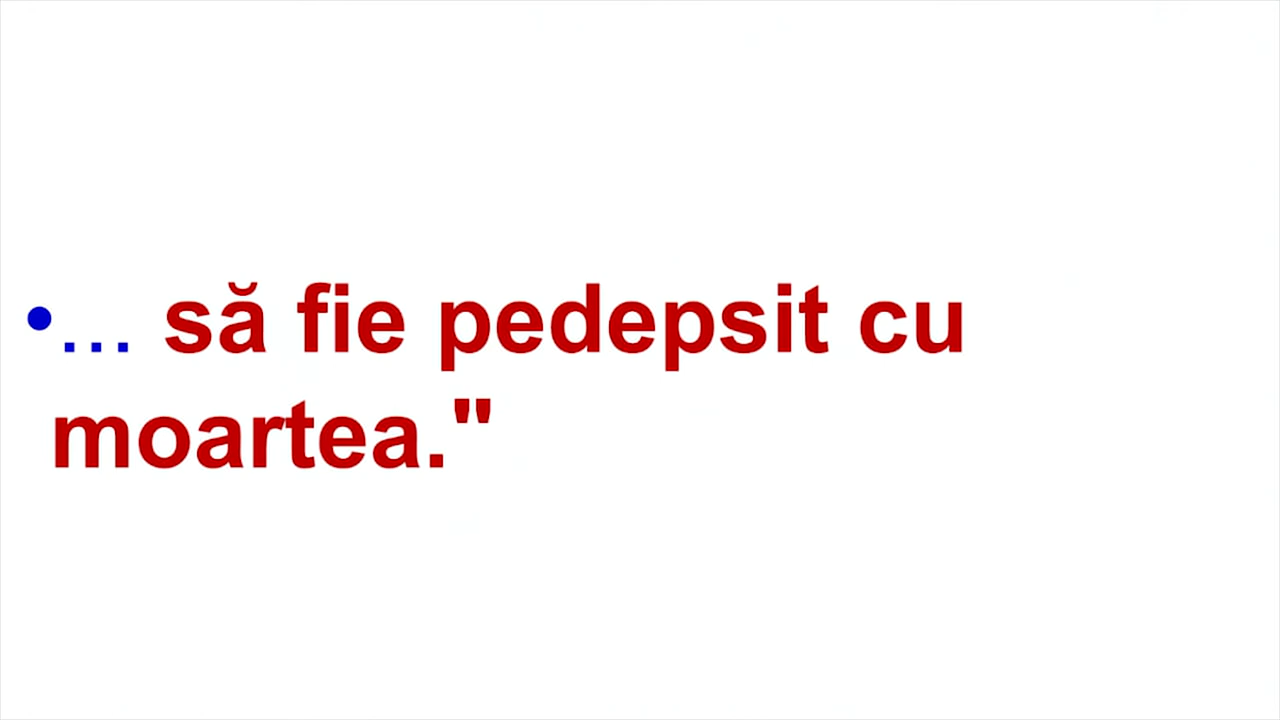 •... să fie pedepsit cu
moartea."